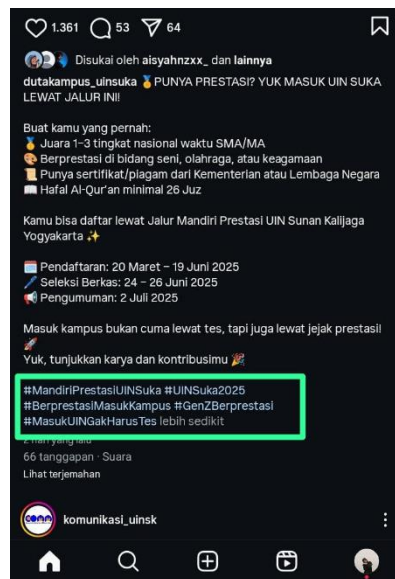 1.361 53 64
Disukai oleh aisyahnzxx_ dan lainnya
dutakampus_uinsuka 🏅PUNYA PRESTASI? YUK MASUK UIN SUKA
LEWAT JALUR INI!!
Buat kamu yang pernah:
🏅 Juara 1–3 tingkat nasional waktu SMA/MA
🎨 Berprestasi di bidang seni, olahraga, atau keagamaan
📜 Punya sertifikat/piagam dari Kementerian atau Lembaga Negara
📖 Hafal Al-Qur'an minimal 26 Juz
Kamu bisa daftar lewat Jalur Mandiri Prestasi UIN Sunan Kalijaga
Yogyakarta ✨
🗓️ Pendaftaran: 20 Maret – 19 Juni 2025
🖊️ Seleksi Berkas: 24 – 26 Juni 2025
📢 Pengumuman: 2 Juli 2025
Masuk kampus bukan cuma lewat tes, tapi juga lewat jejak prestasi!
🚀
Yuk, tunjukkan karya dan kontribusimu 🎉
#MandiriPrestasiUINSuka #UINSuka2025
#BerprestasiMasukKampus #GenZBerprestasi
#MasukUINGakHarusTes lebih sedikit
2 hari yang lalu
66 tanggapan · Suara
Lihat terjemahan
comm
komunikasi_uinsk